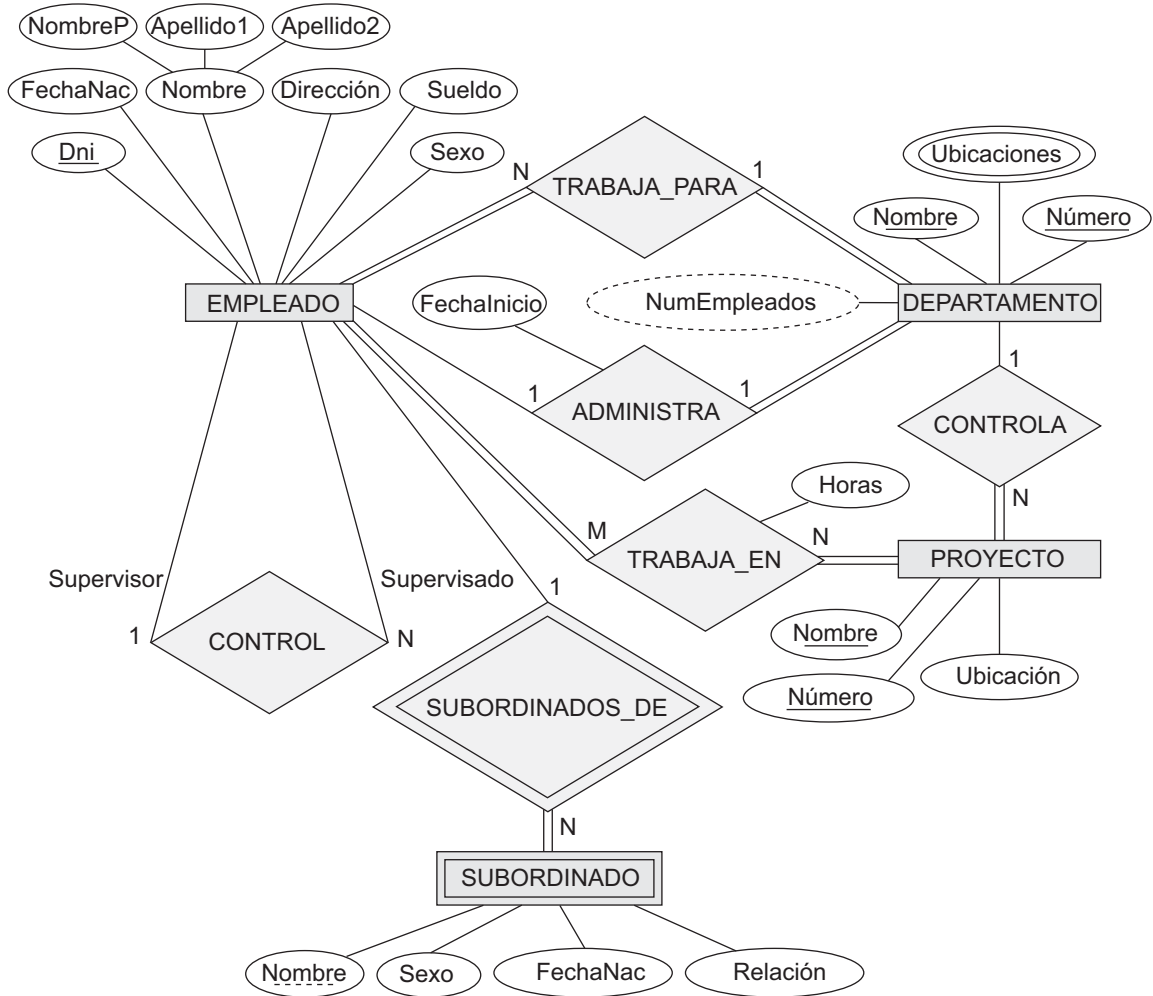 NombreP
Apellido1
Apellido2
FechaNac
Nombre
Dirección
Sueldo
Dni
Sexo
N
TRABAJA_PARA
1
Ubicaciones
Nombre
Número
EMPLEADO
FechaInicio
NumEmpleados
DEPARTAMENTO
1
ADMINISTRA
1
1
CONTROLA
N
Horas
M
TRABAJA_EN
N
PROYECTO
Supervisor
Supervisado
1
CONTROL
N
1
Nombre
Número
Ubicación
SUBORDINADOS_DE
N
SUBORDINADO
Nombre
Sexo
FechaNac
Relación